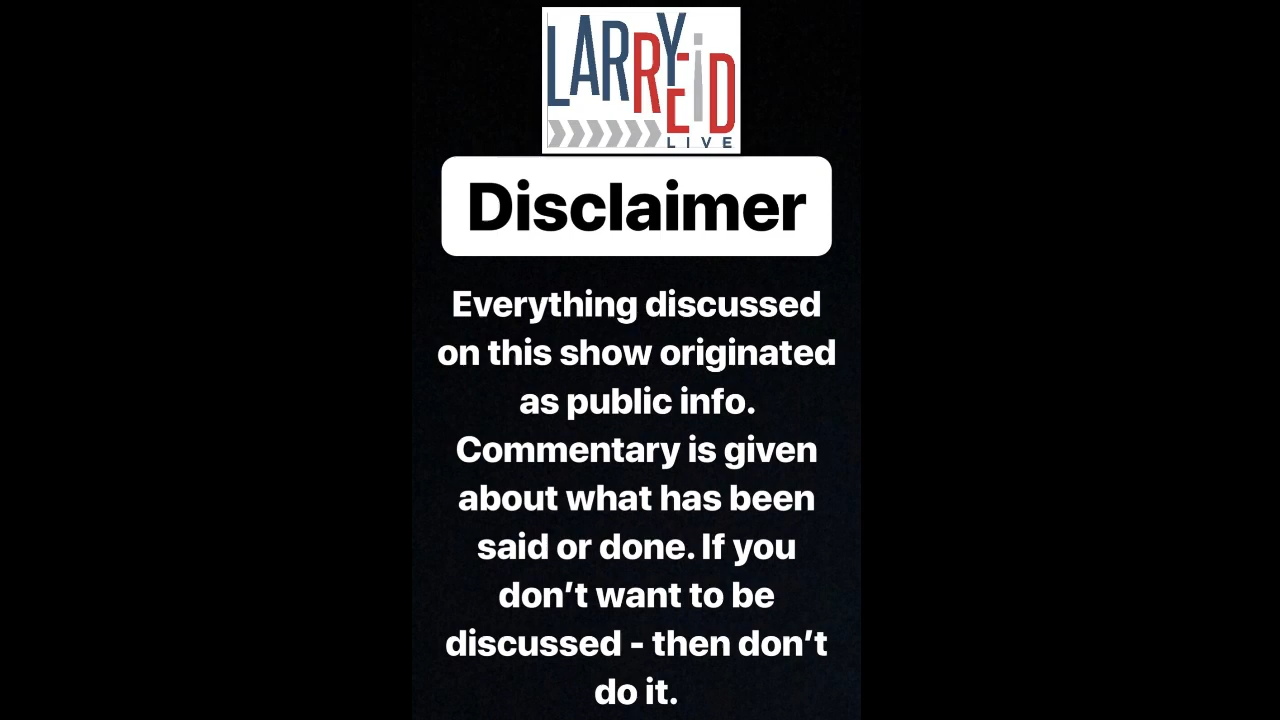 LARRY
REiD
LIVE
Disclaimer
Everything discussed
on this show originated
as public info.
Commentary is given
about what has been
said or done. If you
don’t want to be
discussed - then don’t
do it.